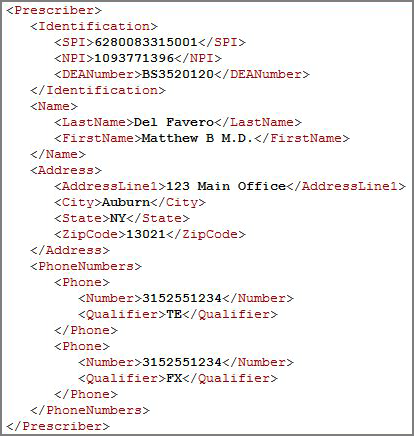 <Prescriber>
<Identification>
<SPI>6280083315001</SPI>
<NPI>1093771396</NPI>
<DEANumber>BS3520120</DEANumber>
</Identification>
<Name>
<LastName>Del Favero</LastName>
<FirstName>Matthew B M.D.</FirstName>
</Name>
<Address>
<AddressLine1>123 Main Office</AddressLine1>
<City>Auburn</City>
<State>NY</State>
<ZipCode>13021</ZipCode>
</Address>
<PhoneNumbers>
<Phone>
<Number>3152551234</Number>
<Qualifier>TE</Qualifier>
</Phone>
<Phone>
<Number>3152551234</Number>
<Qualifier>FX</Qualifier>
</Phone>
</PhoneNumbers>
</Prescriber>